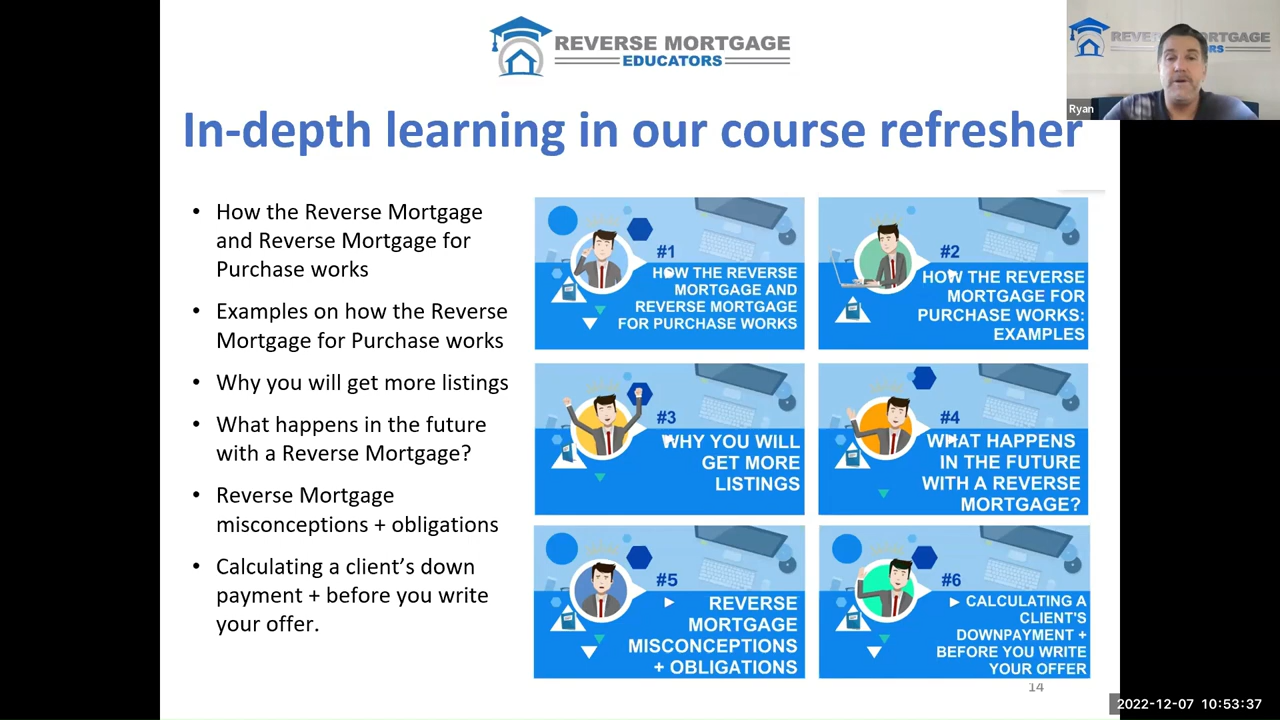 REVERSE MORTGAGE
EDUCATORS
Ryan
In-depth learning in our course refresher
• How the Reverse Mortgage
and Reverse Mortgage for
Purchase works
• Examples on how the Reverse
Mortgage for Purchase works
• Why you will get more listings
• What happens in the future
with a Reverse Mortgage?
• Reverse Mortgage
misconceptions + obligations
• Calculating a client’s down
payment + before you write
your offer.
#1
HOW THE REVERSE
MORTGAGE AND
REVERSE MORTGAGE
FOR PURCHASE WORKS
#2
HOW THE REVERSE
MORTGAGE FOR
PURCHASE WORKS:
EXAMPLES
#3
WHY YOU WILL
GET MORE
LISTINGS
#4
WHAT HAPPENS
IN THE FUTURE
WITH A REVERSE
MORTGAGE?
#5
REVERSE
MORTGAGE
MISCONCEPTIONS
+ OBLIGATIONS
#6
CALCULATING A
CLIENT'S
DOWNPAYMENT +
BEFORE YOU WRITE
YOUR OFFER
14
2022-12-07 10:53:37